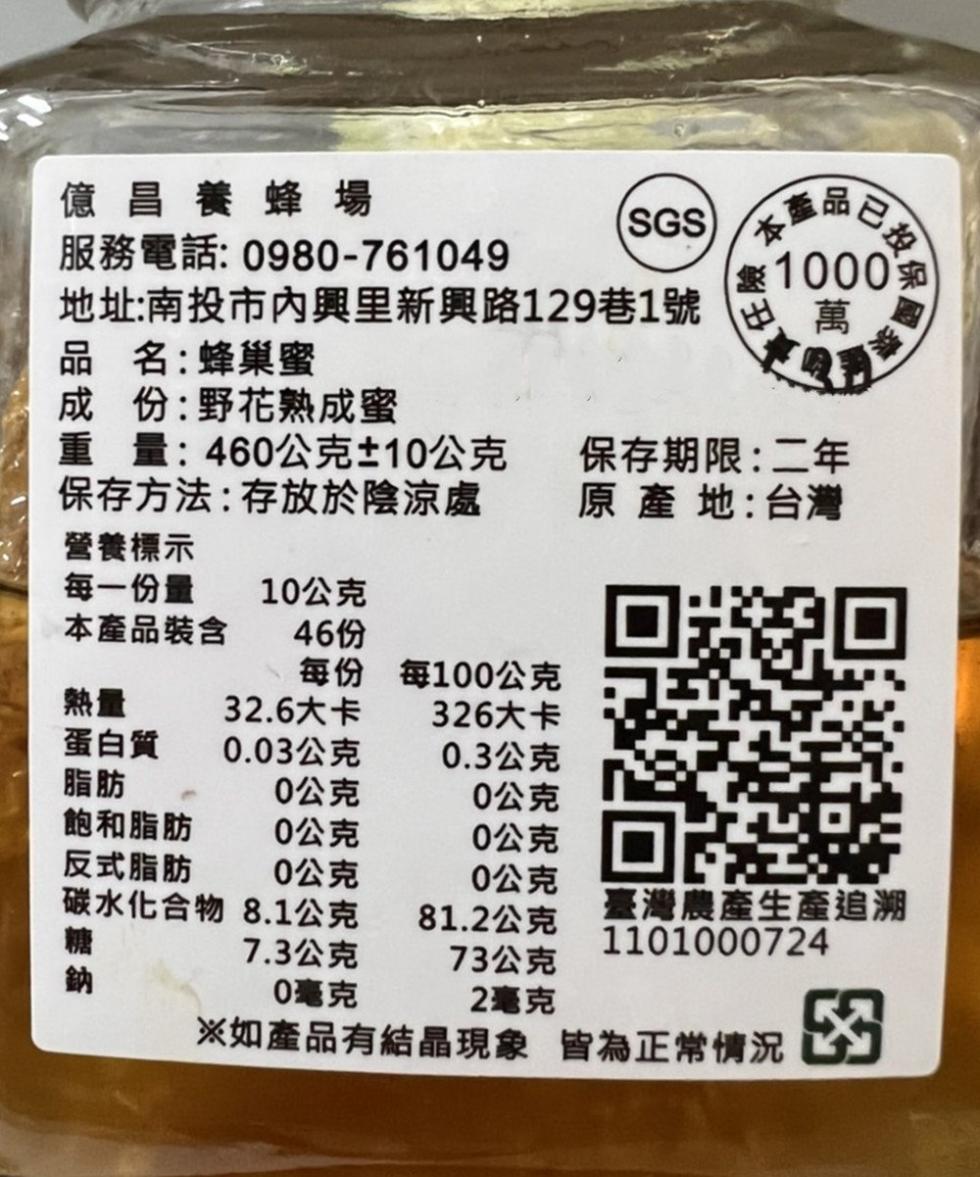 億昌養蜂場
SGS
本產品已投保國泰產物責任險
1000
萬
服務電話: 0980-761049
地址:南投市內興里新興路129巷1號
品 名:蜂巢蜜
成 份:野花熟成蜜
重 量: 460公克±10公克 保存期限:二年
保存方法:存放於陰涼處 原 產 地:台灣
營養標示
每一份量 10公克
本產品裝含 46份
每份 每100公克
熱量 32.6大卡 326大卡
蛋白質 0.03公克 0.3公克
脂肪 0公克 0公克
飽和脂肪 0公克 0公克
反式脂肪 0公克 0公克
碳水化合物 8.1公克 81.2公克
糖 7.3公克 73公克
鈉 0毫克 2毫克
臺灣農產生產追溯
1101000724
※如產品有結晶現象 皆為正常情況